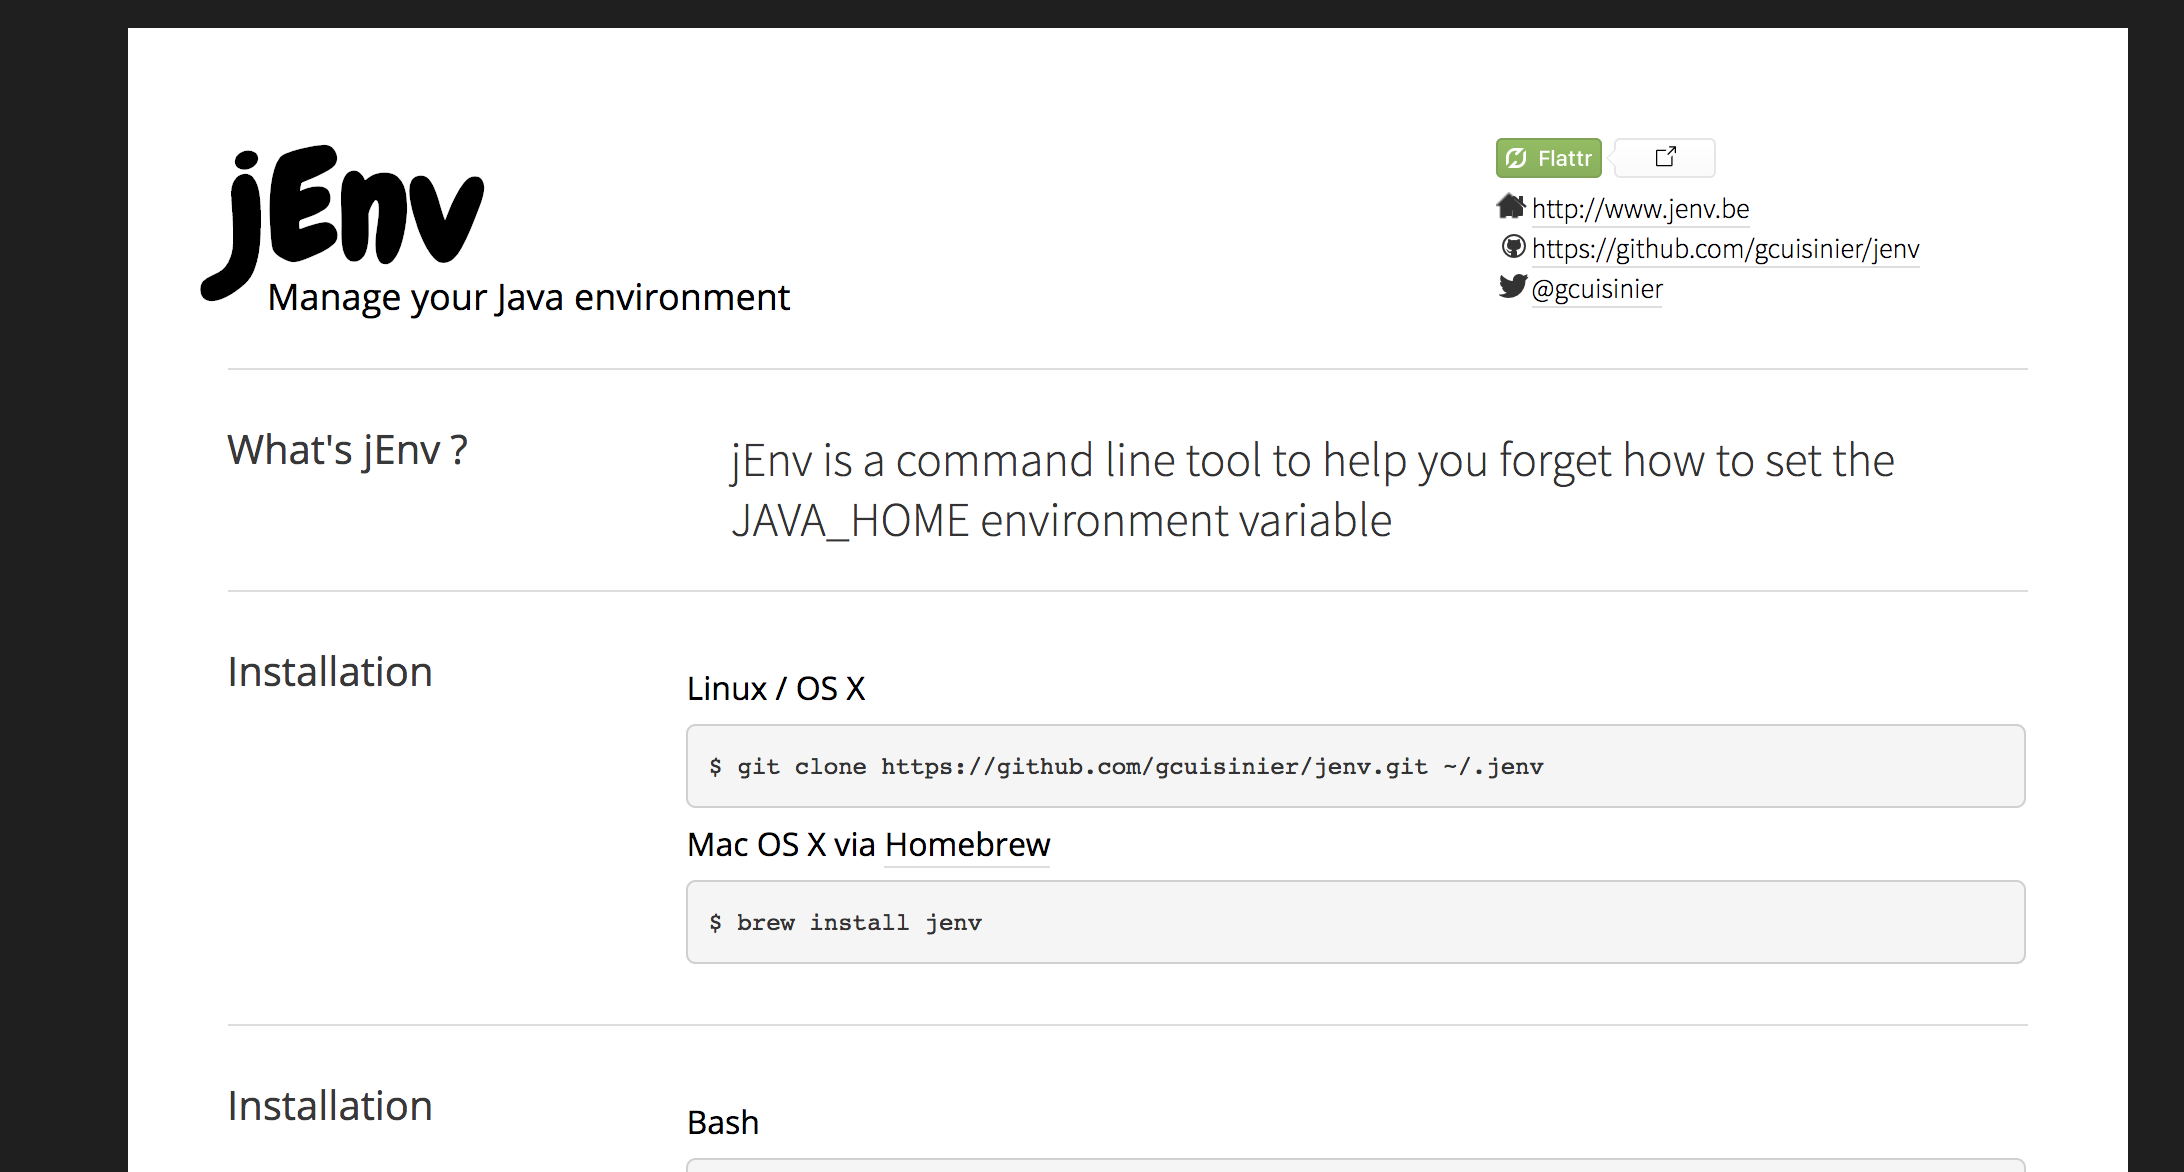 jEnv
Manage your Java environment
Flattr
http://www.jenv.be
https://github.com/gcuisinier/jenv
@gcuisinier
What's jEnv ?
jEnv is a command line tool to help you forget how to set the
JAVA_HOME environment variable
Installation
Linux / OS X
$ git clone https://github.com/gcuisinier/jenv.git ~/.jenv
Mac OS X via Homebrew
$ brew install jenv
Installation
Bash